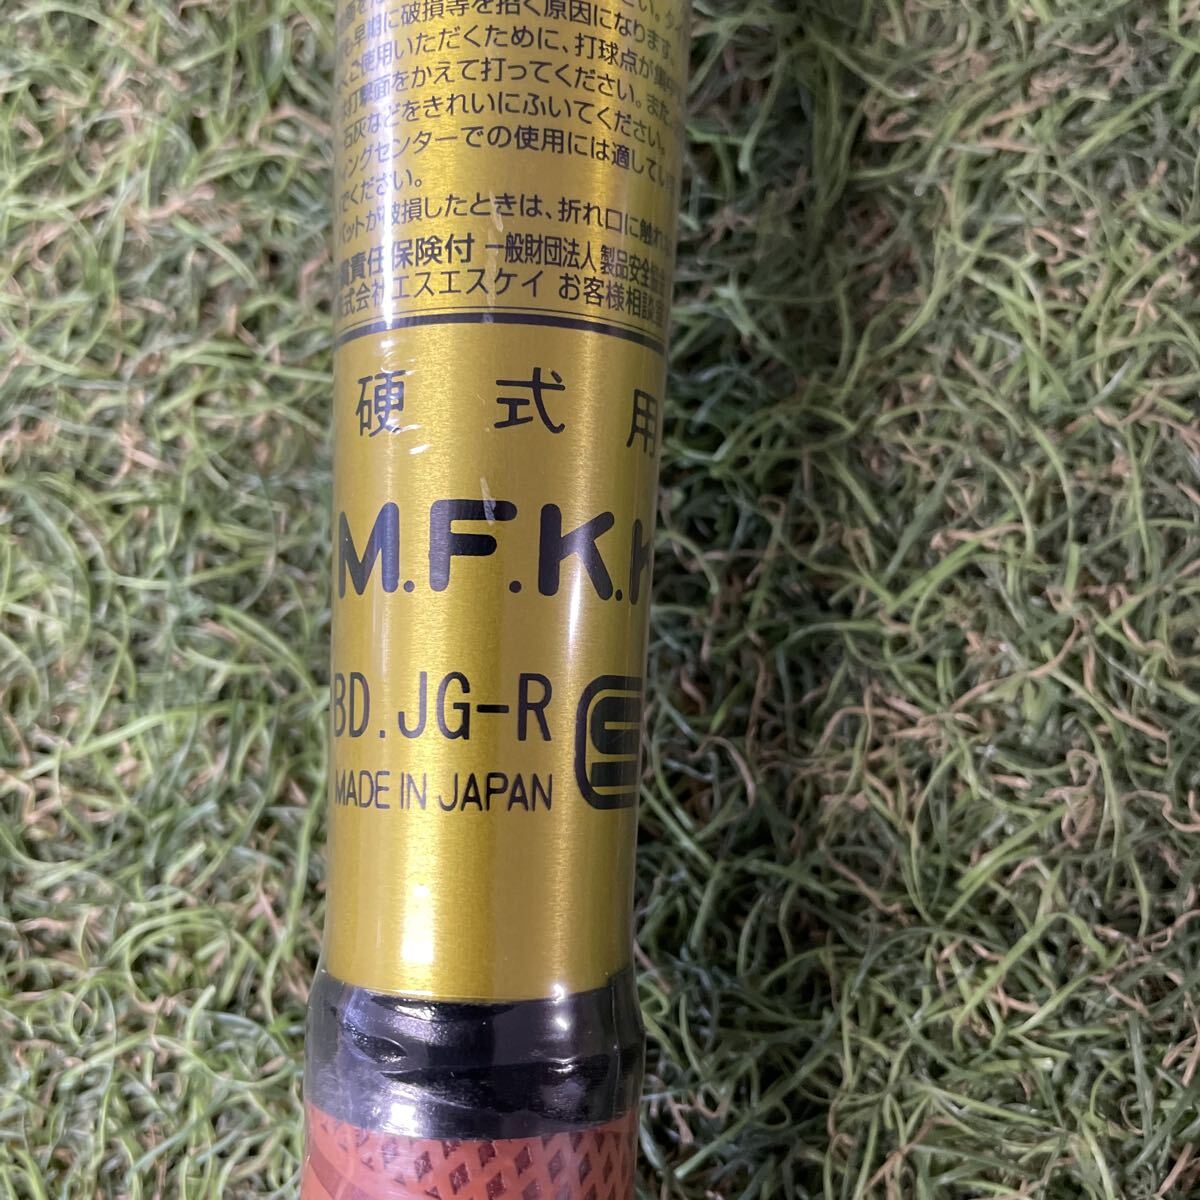 も早期に破損等を招く原因になります。
ご使用いただくために、打球点が集中
打撃面をかえて打ってください。また
石灰などをきれいにふいてください。
ングセンターでの使用には適してい
でください。
ットが破損したときは、折れ口に触れ
責任保険付 一般財団法人 製品安全
式会社エスエスケイ お客様相談室
硬式用
M.F.K.
BD.JG-R
MADE IN JAPAN